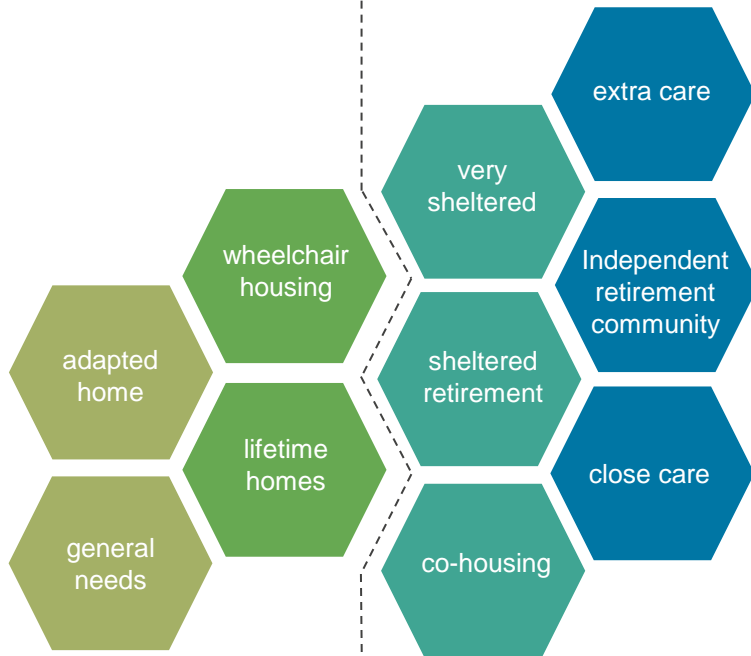 extra care
very
sheltered
wheelchair
housing
Independent
retirement
community
adapted
home
sheltered
retirement
lifetime
homes
close care
general
needs
co-housing